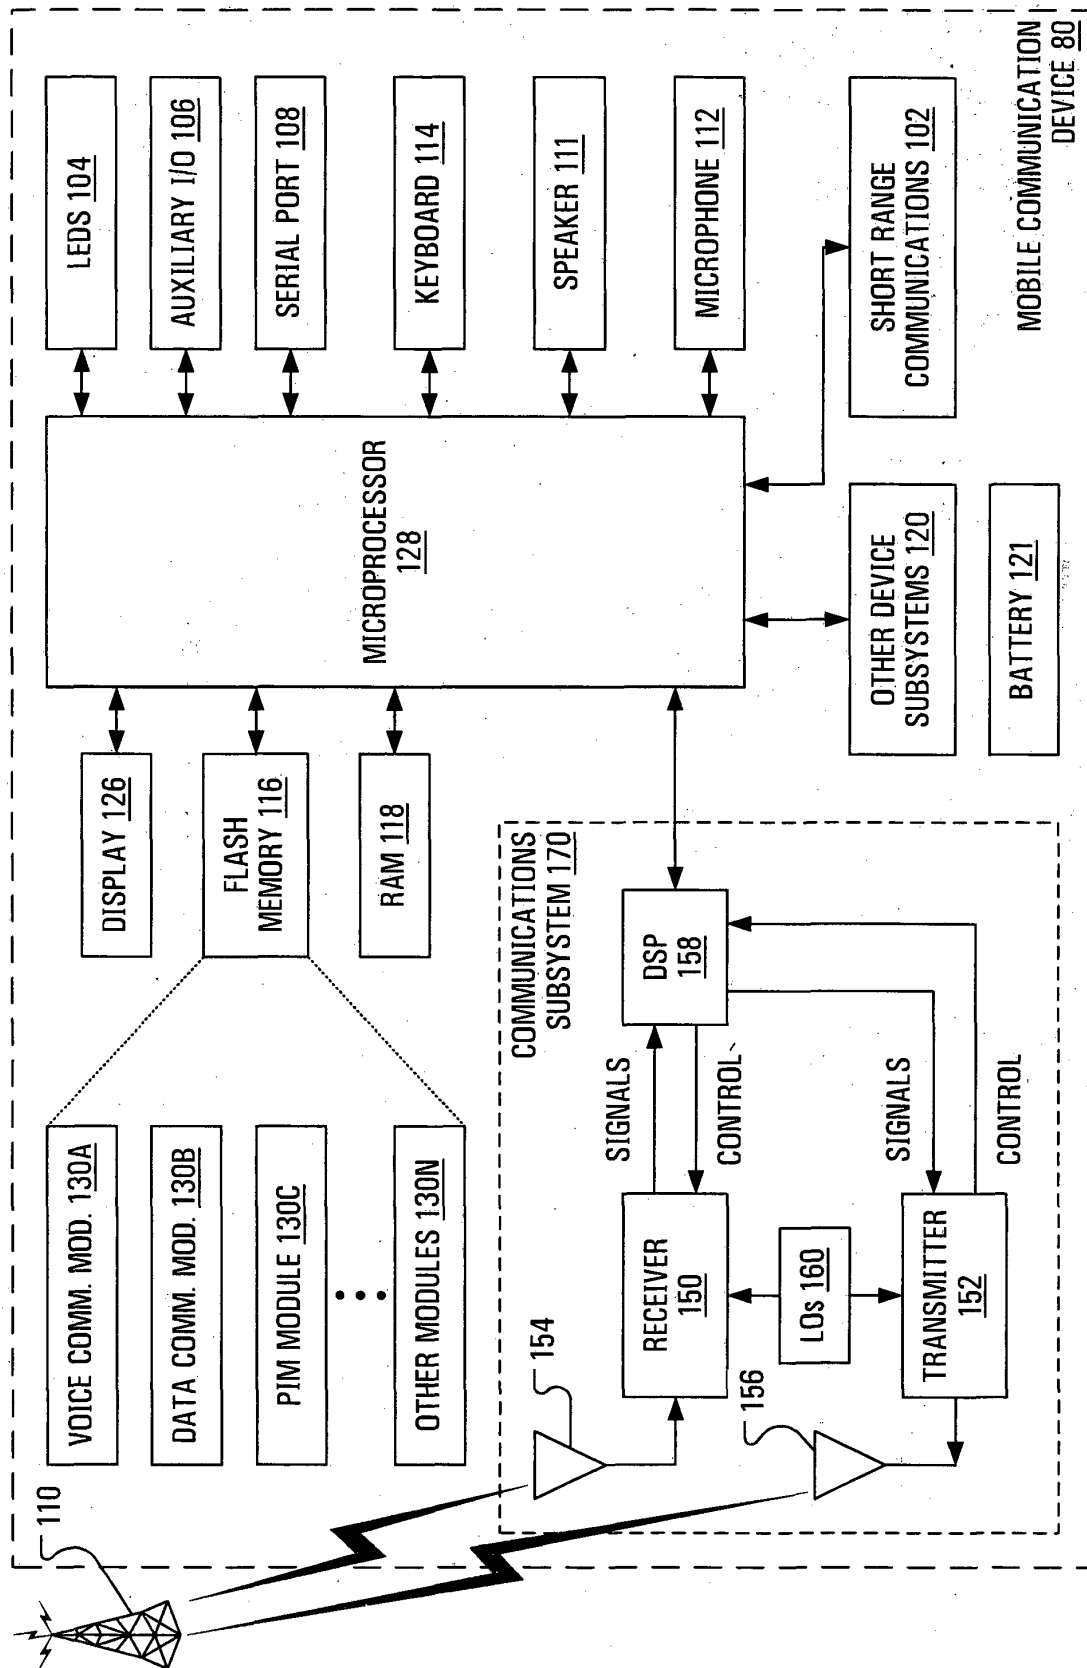 110
VOICE COMM. MOD. 130A
DATA COMM. MOD. 130B
PIM MODULE 130C
OTHER MODULES 130N
DISPLAY 126
FLASH
MEMORY 116
RAM 118
MICROPROCESSOR
128
LEDS 104
AUXILIARY I/O 106
SERIAL PORT 108
KEYBOARD 114
SPEAKER 111
MICROPHONE 112
COMMUNICATIONS
SUBSYSTEM 170
154
RECEIVER
150
SIGNALS
CONTROL
DSP
158
LOs 160
156
TRANSMITTER
152
SIGNALS
CONTROL
OTHER DEVICE
SUBSYSTEMS 120
BATTERY 121
SHORT RANGE
COMMUNICATIONS 102
MOBILE COMMUNICATION
DEVICE 80